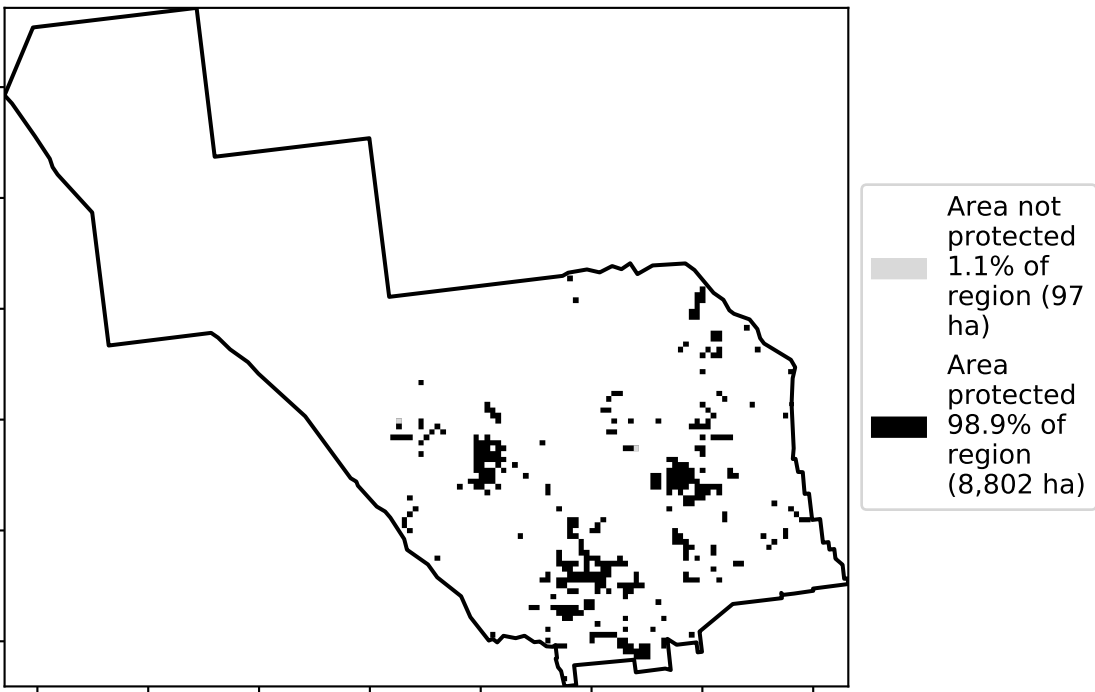 Area not
protected
1.1% of
region (97
ha)
Area
protected
98.9% of
region
(8,802 ha)